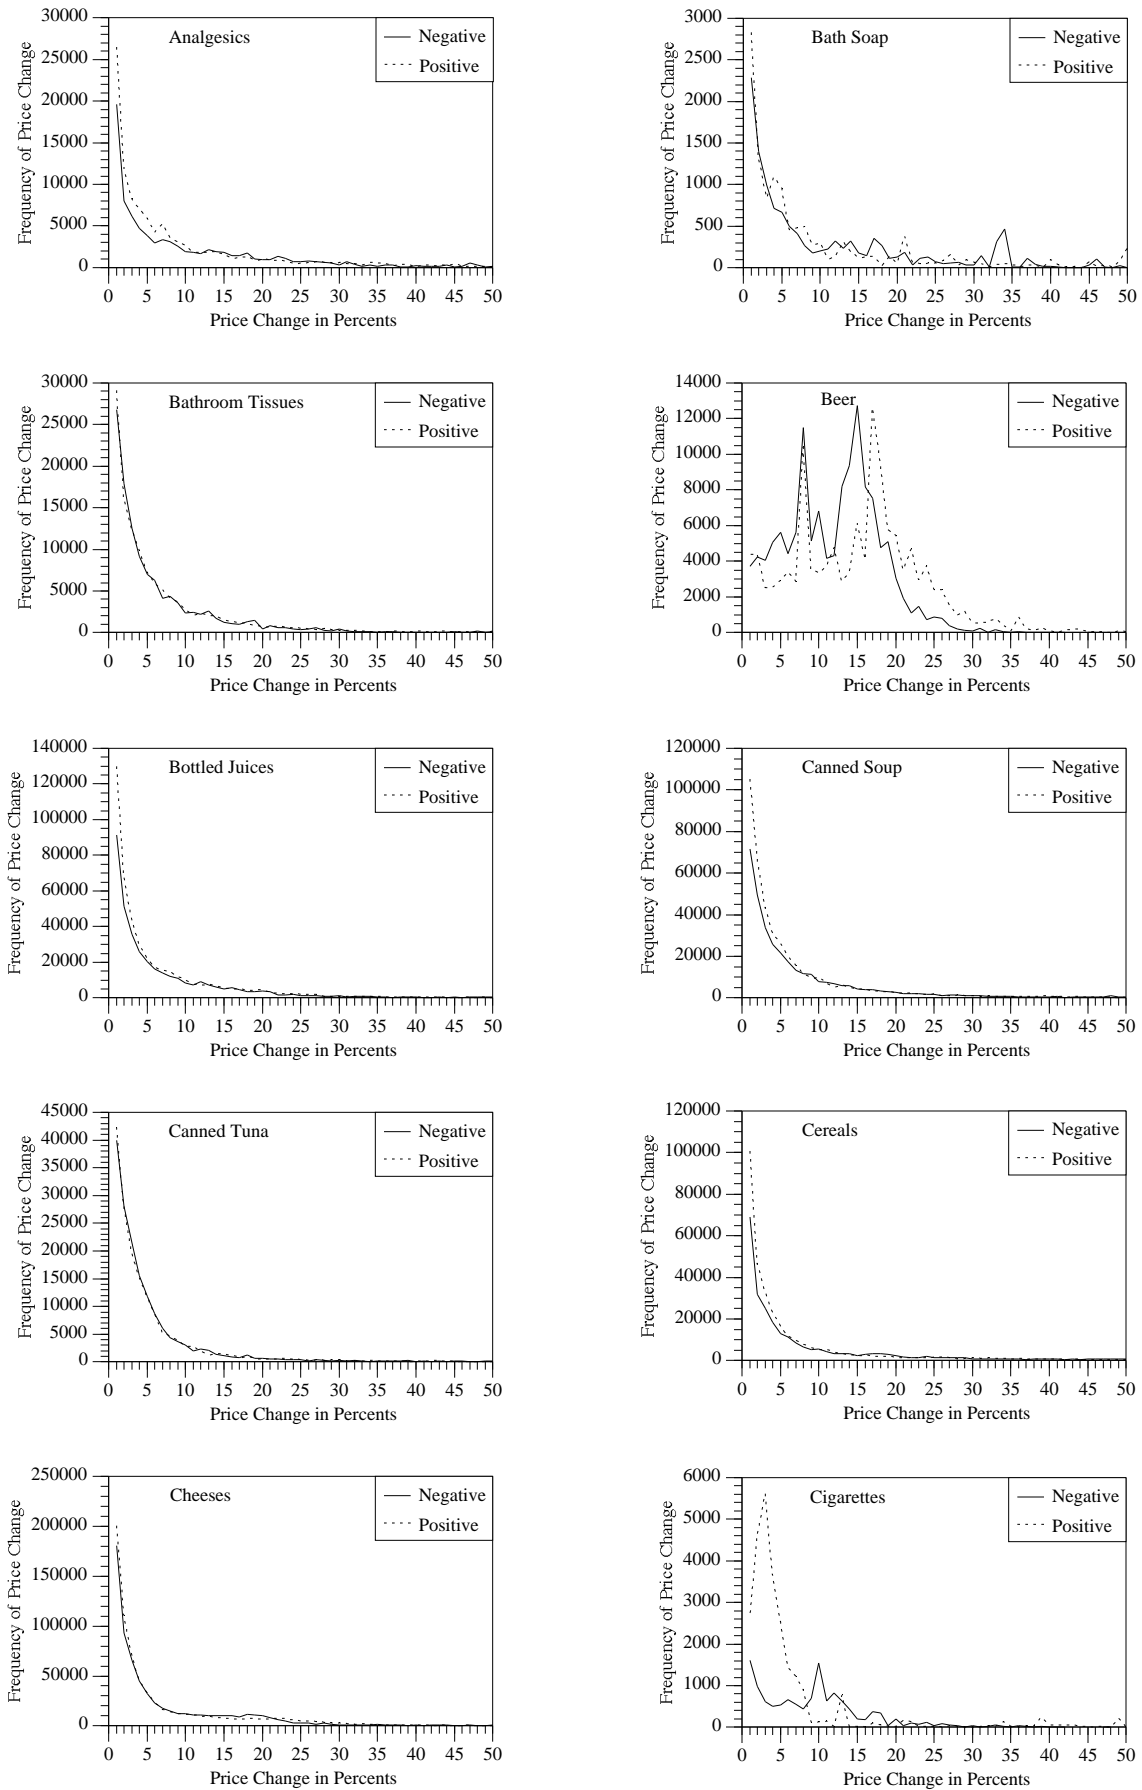 Analgesics
Negative
Positive
Frequency of Price Change
30000
25000
20000
15000
10000
5000
0
0 5 10 15 20 25 30 35 40 45 50
Price Change in Percents
Bath Soap
Negative
Positive
Frequency of Price Change
3000
2500
2000
1500
1000
500
0
0 5 10 15 20 25 30 35 40 45 50
Price Change in Percents
Bathroom Tissues
Negative
Positive
Frequency of Price Change
30000
25000
20000
15000
10000
5000
0
0 5 10 15 20 25 30 35 40 45 50
Price Change in Percents
Beer
Negative
Positive
Frequency of Price Change
14000
12000
10000
8000
6000
4000
2000
0
0 5 10 15 20 25 30 35 40 45 50
Price Change in Percents
Bottled Juices
Negative
Positive
Frequency of Price Change
140000
120000
100000
80000
60000
40000
20000
0
0 5 10 15 20 25 30 35 40 45 50
Price Change in Percents
Canned Soup
Negative
Positive
Frequency of Price Change
120000
100000
80000
60000
40000
20000
0
0 5 10 15 20 25 30 35 40 45 50
Price Change in Percents
Canned Tuna
Negative
Positive
Frequency of Price Change
45000
40000
35000
30000
25000
20000
15000
10000
5000
0
0 5 10 15 20 25 30 35 40 45 50
Price Change in Percents
Cereals
Negative
Positive
Frequency of Price Change
120000
100000
80000
60000
40000
20000
0
0 5 10 15 20 25 30 35 40 45 50
Price Change in Percents
Cheeses
Negative
Positive
Frequency of Price Change
250000
200000
150000
100000
50000
0
0 5 10 15 20 25 30 35 40 45 50
Price Change in Percents
Cigarettes
Negative
Positive
Frequency of Price Change
6000
5000
4000
3000
2000
1000
0
0 5 10 15 20 25 30 35 40 45 50
Price Change in Percents